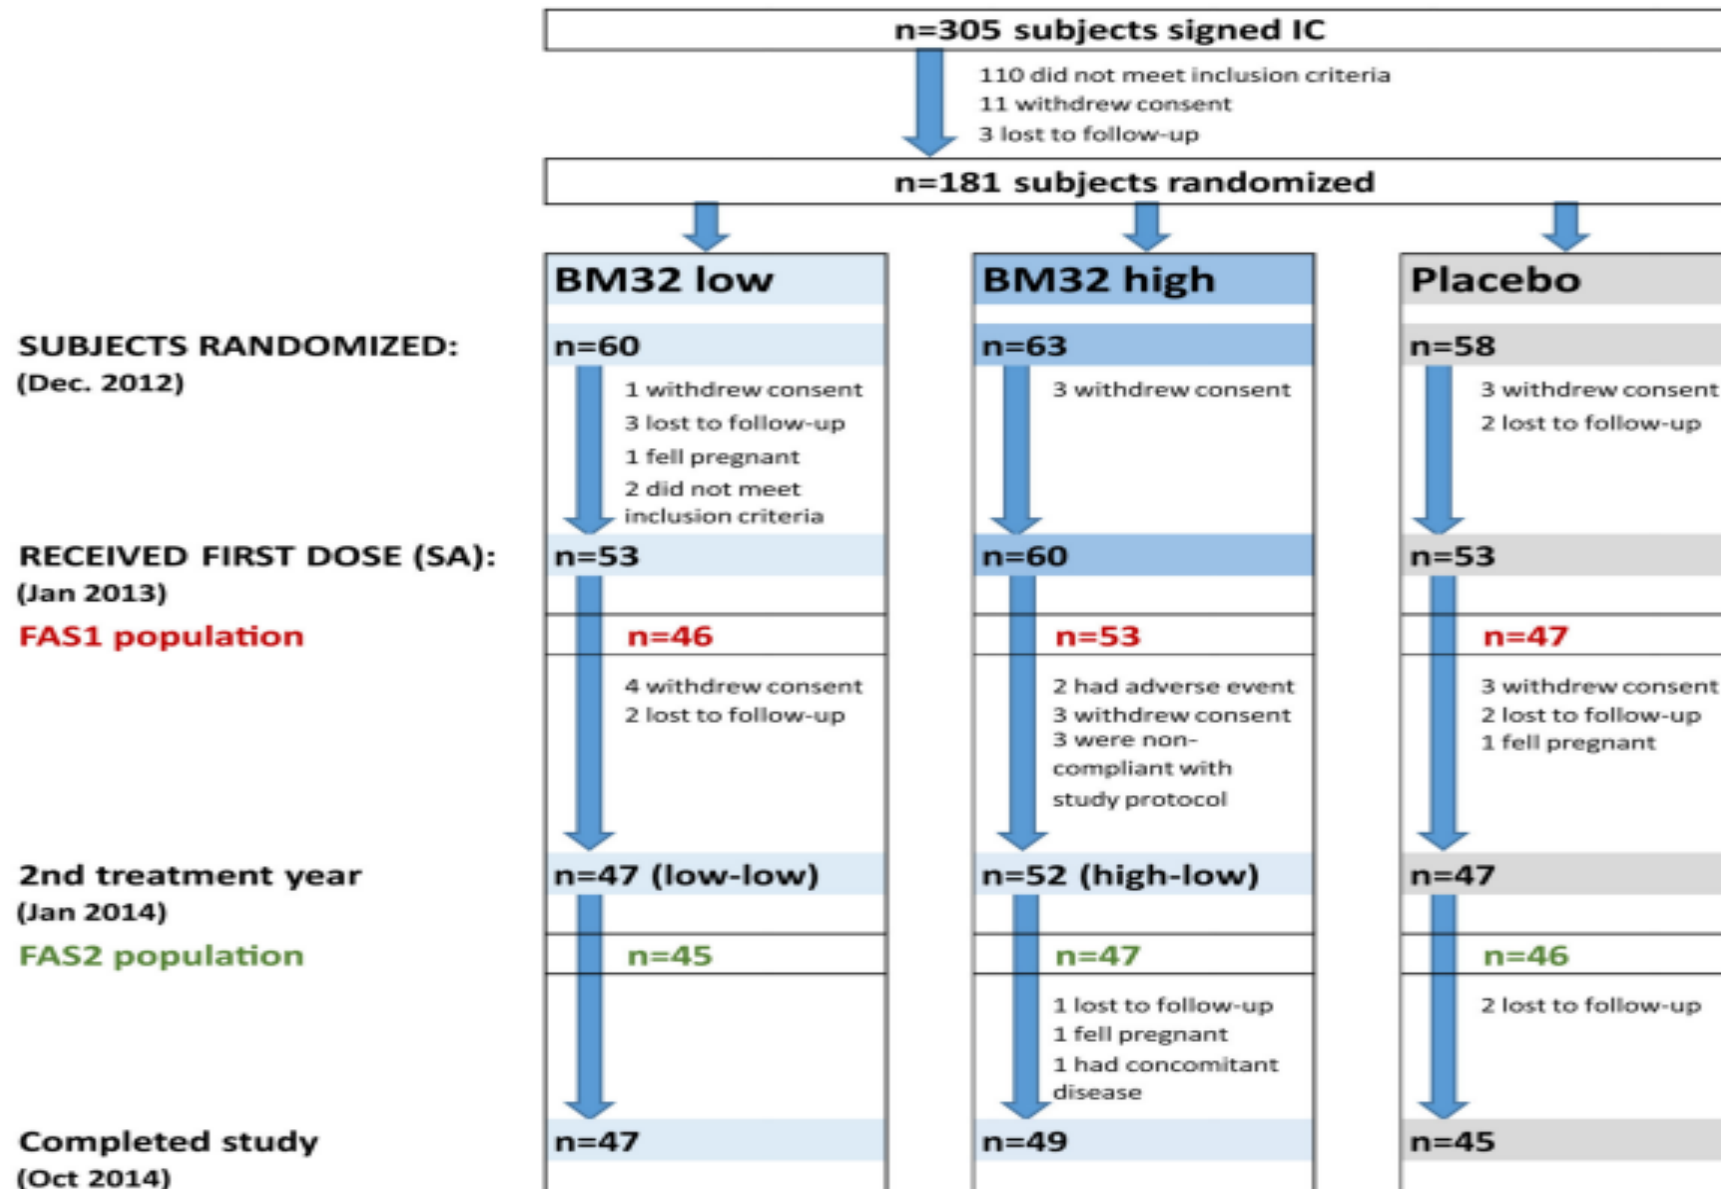 n=305 subjects signed IC
110 did not meet inclusion criteria
11 withdrew consent
3 lost to follow-up
n=181 subjects randomized
BM32 low
BM32 high
Placebo
SUBJECTS RANDOMIZED:
(Dec. 2012)
n=60
n=63
n=58
1 withdrew consent
3 lost to follow-up
1 fell pregnant
2 did not meet
inclusion criteria
3 withdrew consent
3 withdrew consent
2 lost to follow-up
RECEIVED FIRST DOSE (SA):
(Jan 2013)
n=53
n=60
n=53
FAS1 population
n=46
n=53
n=47
4 withdrew consent
2 lost to follow-up
2 had adverse event
3 withdrew consent
3 were non-
compliant with
study protocol
3 withdrew consent
2 lost to follow-up
1 fell pregnant
2nd treatment year
(Jan 2014)
n=47 (low-low)
n=52 (high-low)
n=47
FAS2 population
n=45
n=47
n=46
1 lost to follow-up
1 fell pregnant
1 had concomitant
disease
2 lost to follow-up
Completed study
(Oct 2014)
n=47
n=49
n=45